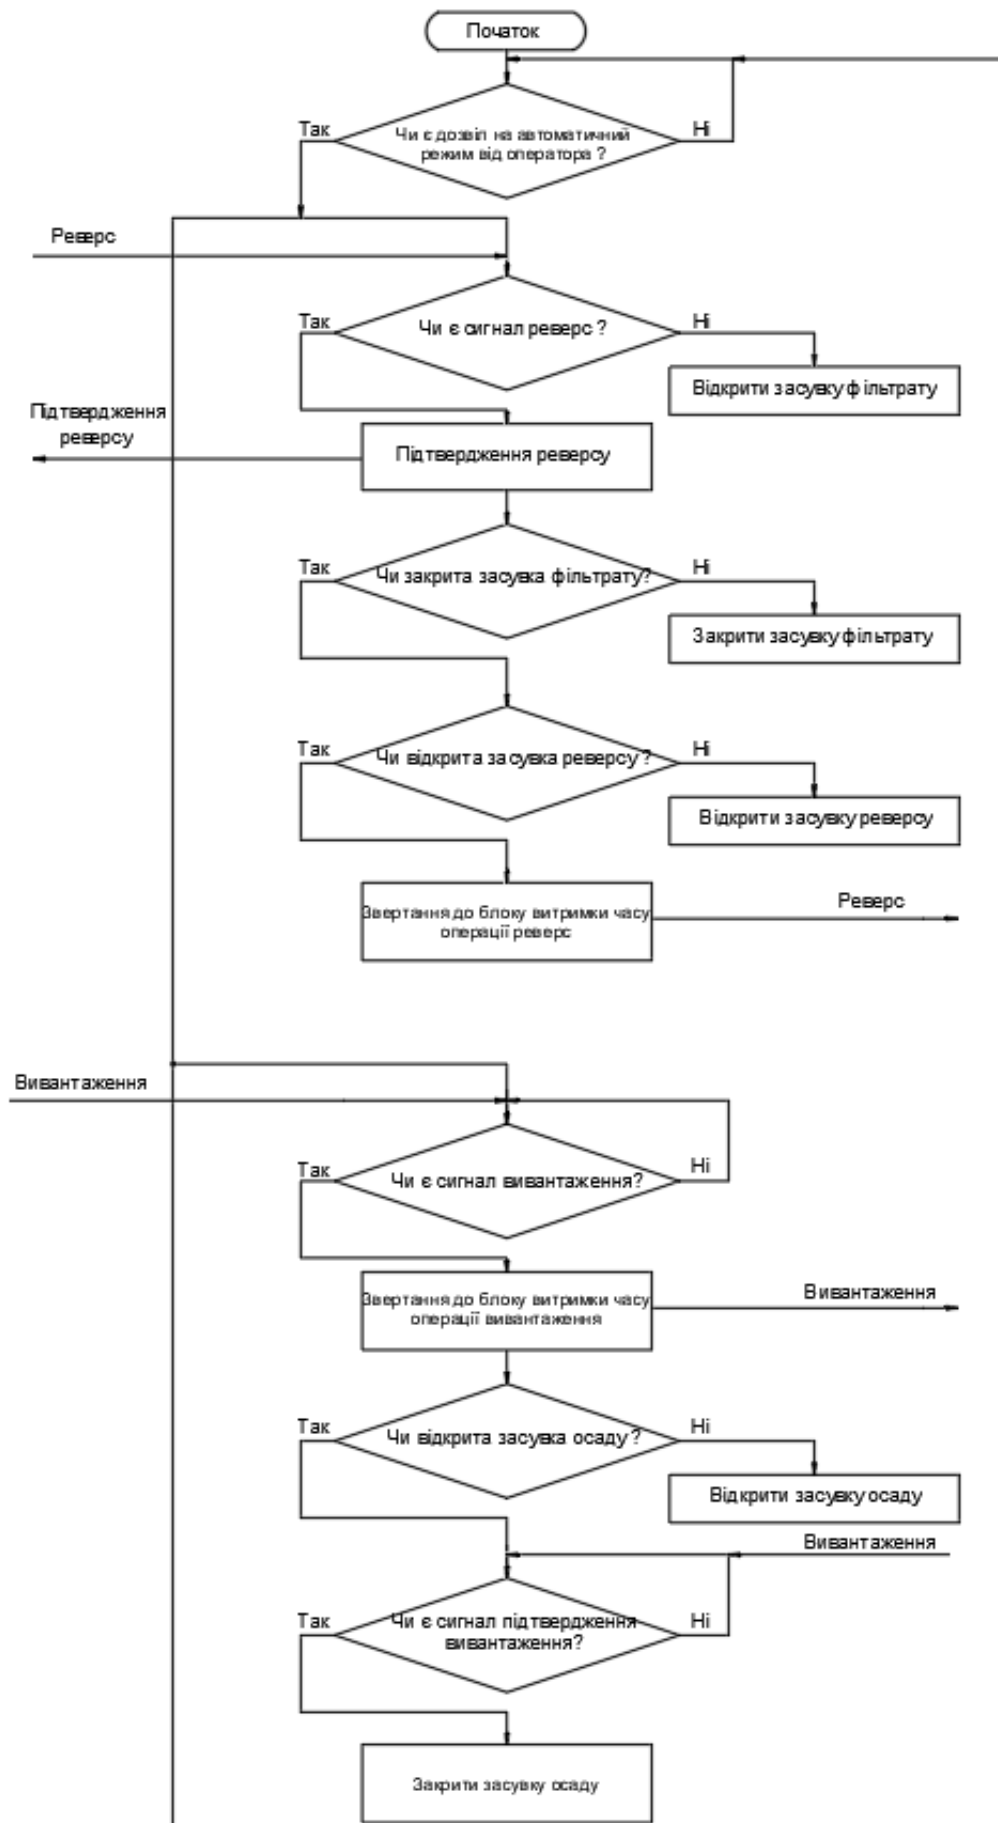 Початок
Так
Чи є дозвіл на автоматичний
режим від оператора ?
Ні
Реверс
Так
Чи є сигнал реверс ?
Ні
Відкрити засувку фільтрату
Підтвердження
реверсу
Підтвердження реверсу
Так
Чи закрита засувка фільтрату?
Ні
Закрити засувку фільтрату
Так
Чи відкрита засувка реверсу ?
Ні
Відкрити засувку реверсу
Звертання до блоку витримки часу
операції реверс
Реверс
Вивантаження
Так
Чи є сигнал вивантаження?
Ні
Звертання до блоку витримки часу
операції вивантаження
Вивантаження
Так
Чи відкрита засувка осаду ?
Ні
Відкрити засувку осаду
Вивантаження
Так
Чи є сигнал підтвердження
вивантаження?
Ні
Закрити засувку осаду